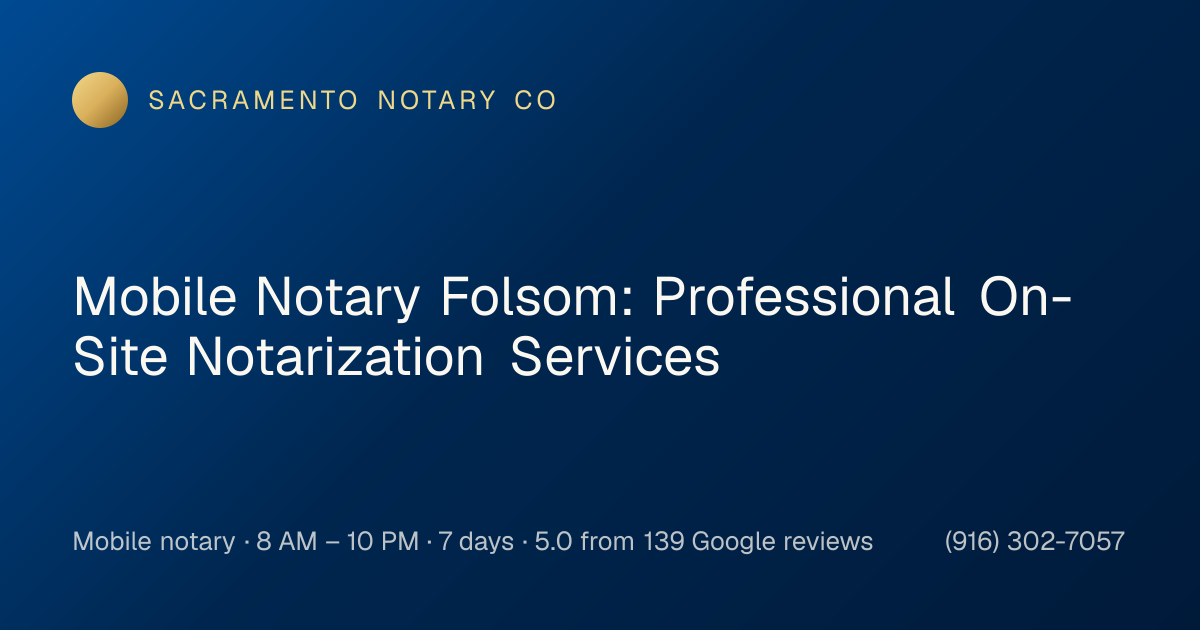 SACRAMENTO NOTARY CO
Mobile Notary Folsom: Professional On-
Site Notarization Services
Mobile notary · 8 AM – 10 PM · 7 days · 5.0 from 139 Google reviews
(916) 302-7057